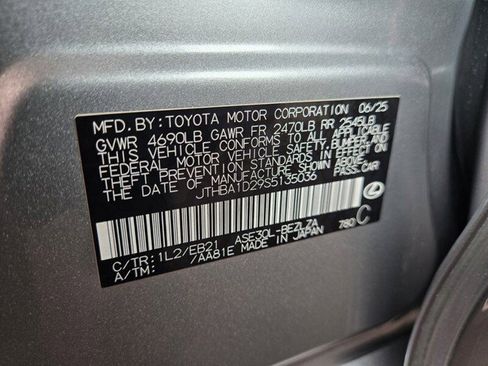 MFD. BY: TOYOTA MOTOR CORPORATION 06/25
GVWR 4690LB GAWR FR 2470LB RR 2545LB
THIS VEHICLE CONFORMS TO ALL APPLICABLE
FEDERAL MOTOR VEHICLE SAFETY, BUMPER AND
THEFT PREVENTION STANDARDS IN EFFECT ON
THE DATE OF MANUFACTURE SHOWN ABOVE.
JTHBA1D29S5135036 PASS.CAR
C/TR: 1L2/EB21 ASE30L-BEZLZA 780 C
A/TM: /AA81E MADE IN JAPAN